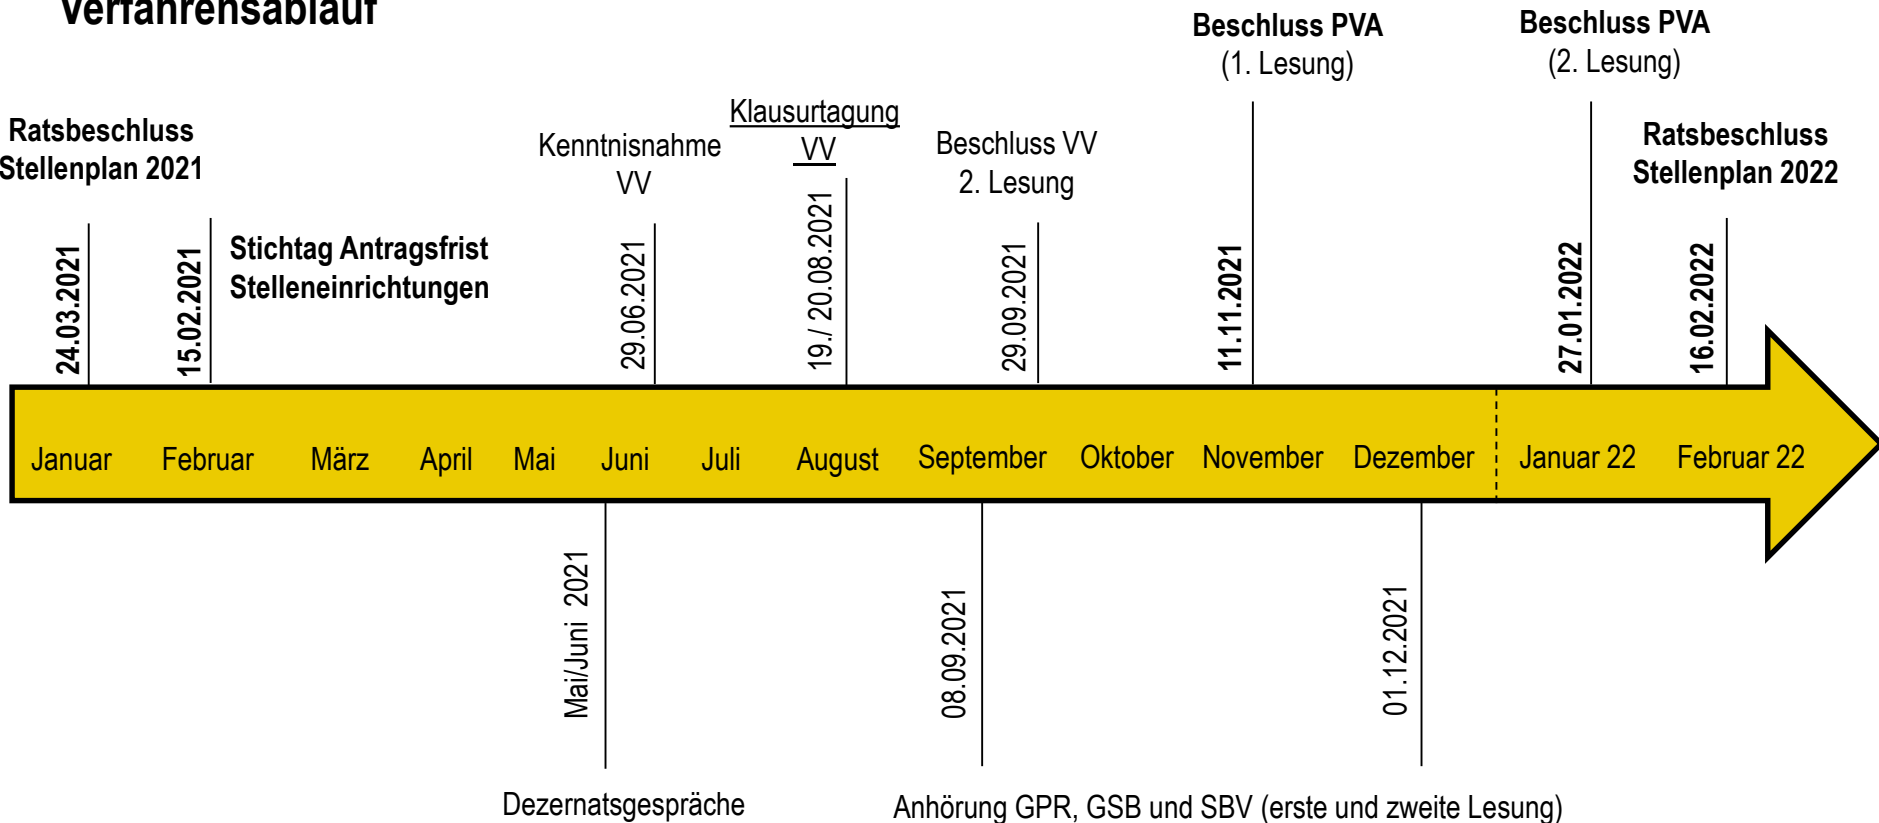 Verfahrensablauf
Beschluss PVA
(1. Lesung)
Beschluss PVA
(2. Lesung)
Ratsbeschluss
Stellenplan 2021
Kenntnisnahme
VV
Klausurtagung
VV
Beschluss VV
2. Lesung
Ratsbeschluss
Stellenplan 2022
24.03.2021
15.02.2021
Stichtag Antragsfrist
Stelleneinrichtungen
29.06.2021
19./ 20.08.2021
29.09.2021
11.11.2021
27.01.2022
16.02.2022
Januar Februar März April Mai Juni Juli August September Oktober November Dezember Januar 22 Februar 22
Mai/Juni 2021
08.09.2021
01.12.2021
Dezernatsgespräche
Anhörung GPR, GSB und SBV (erste und zweite Lesung)